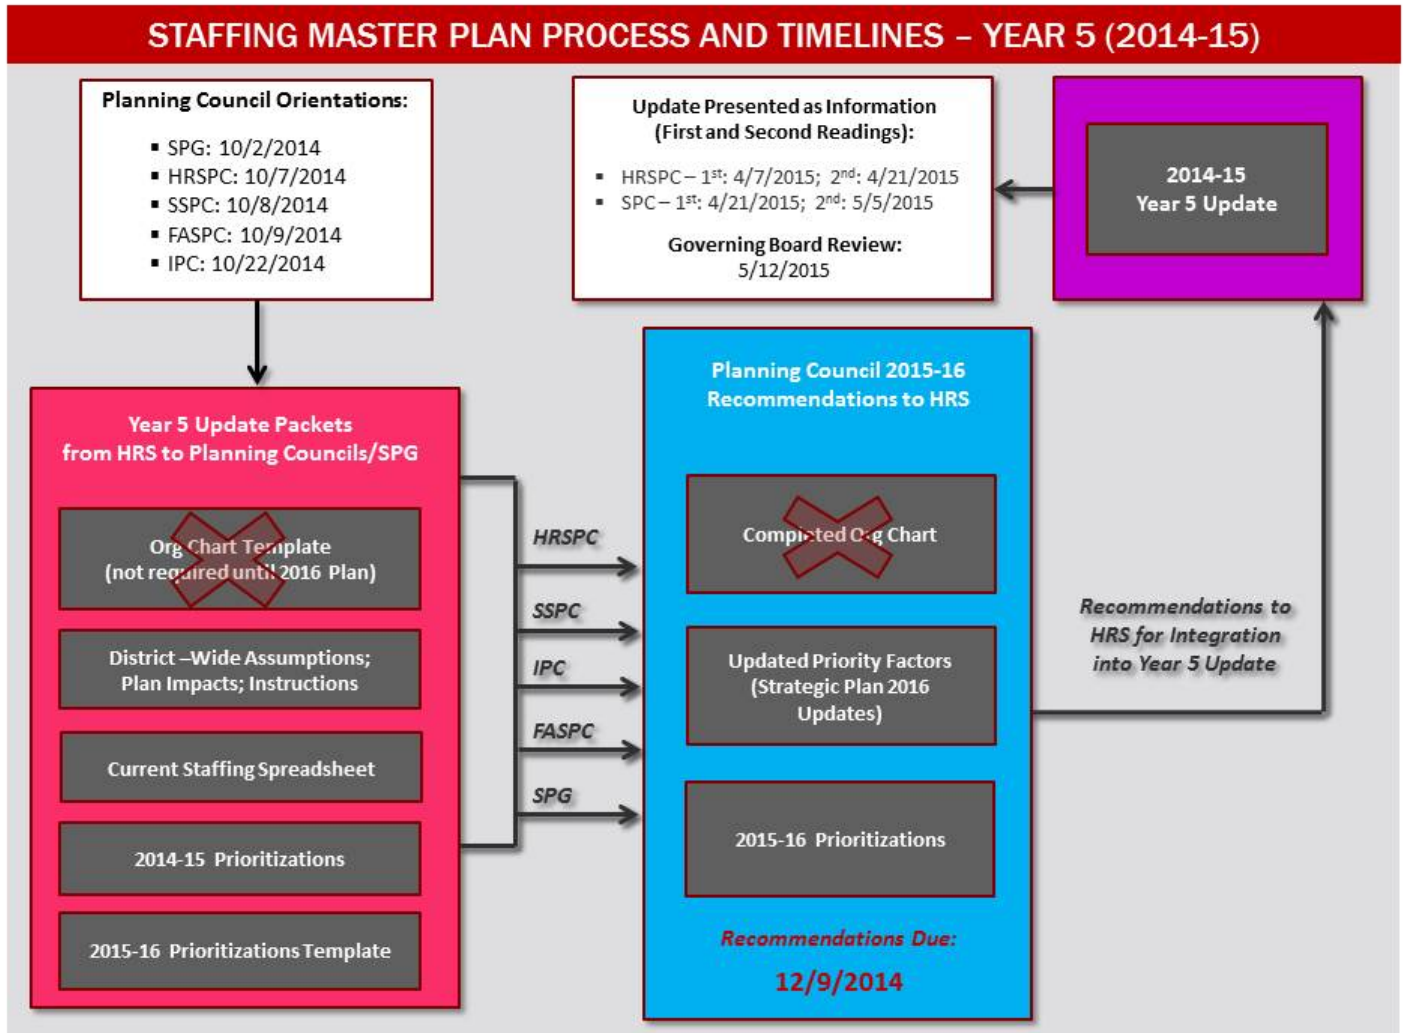 STAFFING MASTER PLAN PROCESS AND TIMELINES – YEAR 5 (2014-15)
Planning Council Orientations:
▪ SPG: 10/2/2014
▪ HRSPC: 10/7/2014
▪ SSPC: 10/8/2014
▪ FASPC: 10/9/2014
▪ IPC: 10/22/2014
Update Presented as Information
(First and Second Readings):
▪ HRSPC – 1st: 4/7/2015; 2nd: 4/21/2015
▪ SPC – 1st: 4/21/2015; 2nd: 5/5/2015
Governing Board Review:
5/12/2015
2014-15
Year 5 Update
Year 5 Update Packets
from HRS to Planning Councils/SPG
Org Chart Template
(not required until 2016 Plan)
District –Wide Assumptions;
Plan Impacts; Instructions
Current Staffing Spreadsheet
2014-15 Prioritizations
2015-16 Prioritizations Template
HRSPC
SSPC
IPC
FASPC
SPG
Planning Council 2015-16
Recommendations to HRS
Completed Org Chart
Updated Priority Factors
(Strategic Plan 2016
Updates)
2015-16 Prioritizations
Recommendations Due:
12/9/2014
Recommendations to
HRS for Integration
into Year 5 Update